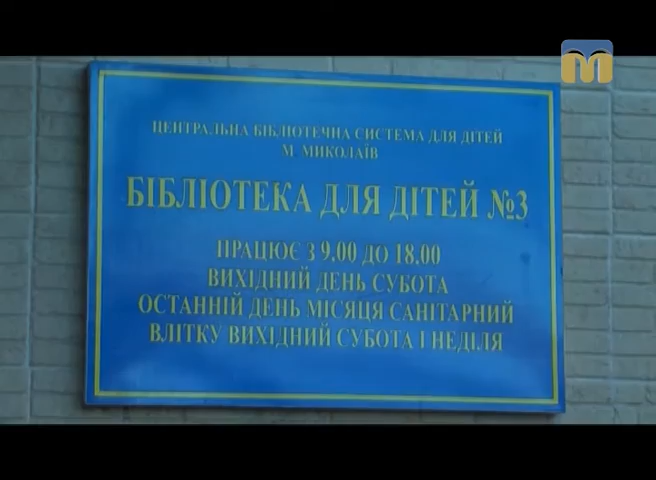 ЦЕНТРАЛЬНА БІБЛІОТЕЧНА СИСТЕМА ДЛЯ ДІТЕЙ
М. МИКОЛАЇВ
БІБЛІОТЕКА ДЛЯ ДІТЕЙ №3
ПРАЦЮЄ З 9.00 ДО 18.00
ВИХІДНИЙ ДЕНЬ СУБОТА
ОСТАННІЙ ДЕНЬ МІСЯЦЯ САНІТАРНИЙ
ВЛІТКУ ВИХІДНИЙ СУБОТА І НЕДІЛЯ